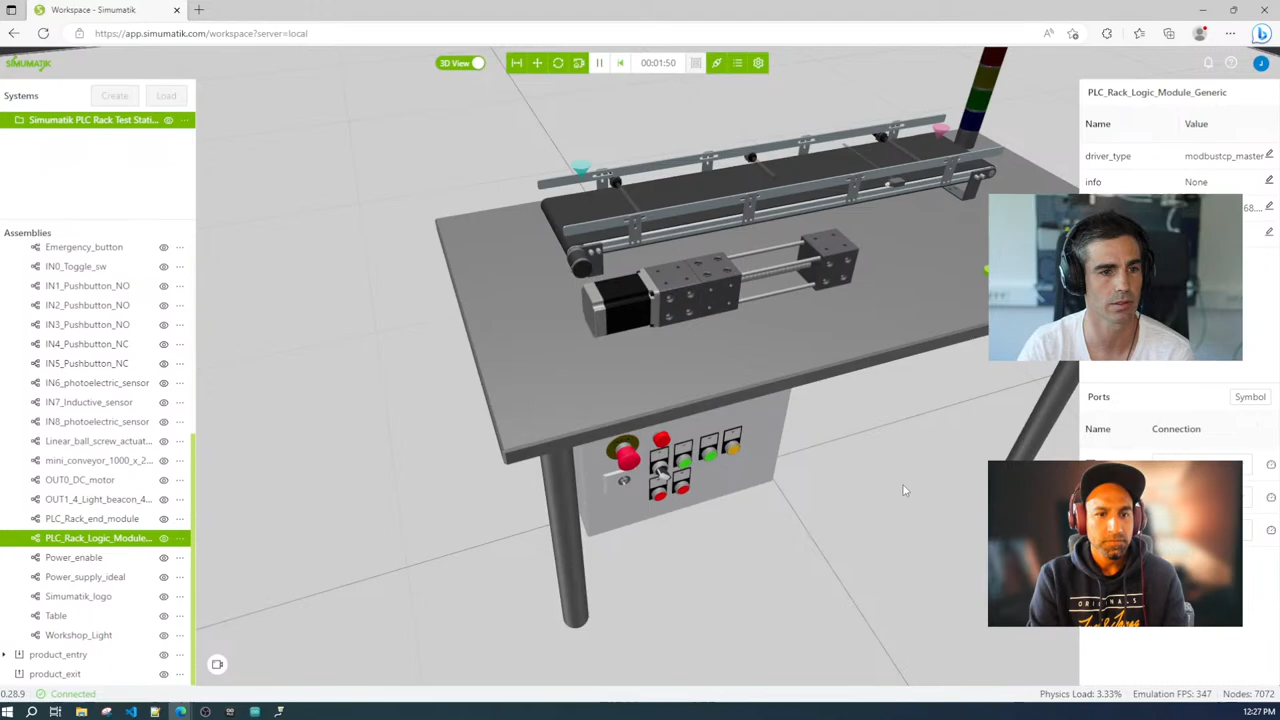 Workspace - Simumatik
https://app.simumatik.com/workspace?server=local
SIMUMATIK
3D View
00:01:50
J
Systems
Create
Load
Simumatik PLC Rack Test Stati...
Assemblies
Emergency_button
IN0_Toggle_sw
IN1_Pushbutton_NO
IN2_Pushbutton_NO
IN3_Pushbutton_NO
IN4_Pushbutton_NC
IN5_Pushbutton_NC
IN6_photoelectric_sensor
IN7_Inductive_sensor
IN8_photoelectric_sensor
Linear_ball_screw_actuat...
mini_conveyor_1000_x_2...
OUT0_DC_motor
OUT1_4_Light_beacon_4...
PLC_Rack_end_module
PLC_Rack_Logic_Module...
Power_enable
Power_supply_ideal
Simumatik_logo
Table
Workshop_Light
product_entry
product_exit
PLC_Rack_Logic_Module_Generic
Name Value
driver_type modbustcp_master
info None
68....
Ports Symbol
Name Connection
ORIGINALS
0.28.9 Connected
Physics Load: 3.33% Emulation FPS: 347 Nodes: 7072
12:27 PM